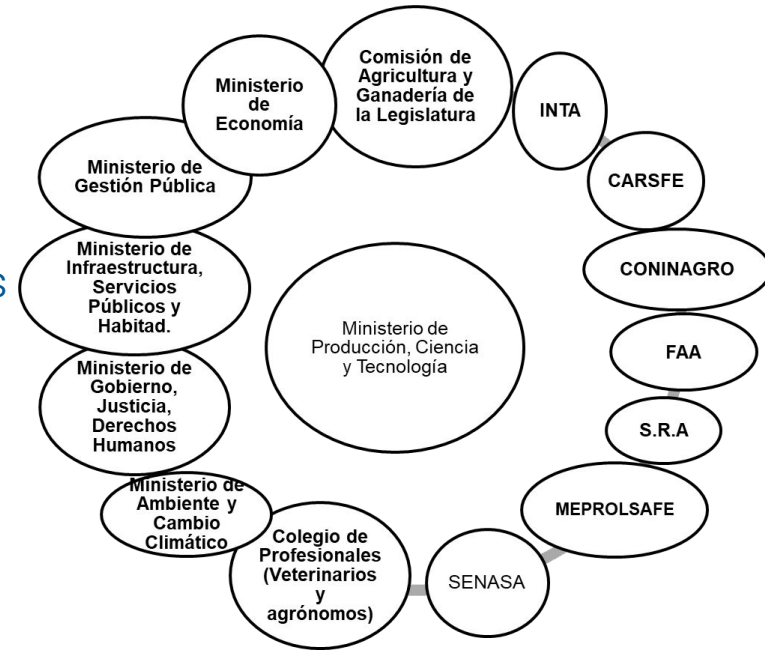 Comisión de
Agricultura y
Ganadería de
la Legislatura
INTA
CARSFE
CONINAGRO
FAA
S.R.A
MEPROLSAFE
SENASA
Colegio de
Profesionales
(Veterinarios
y
agrónomos)
Ministerio de
Ambiente y
Cambio
Climático
Ministerio de
Gobierno,
Justicia,
Derechos
Humanos
Ministerio de
Infraestructura,
Servicios
Públicos y
Habitad.
Ministerio de
Gestión Pública
Ministerio
de
Economía
Ministerio de
Producción, Ciencia
y Tecnología